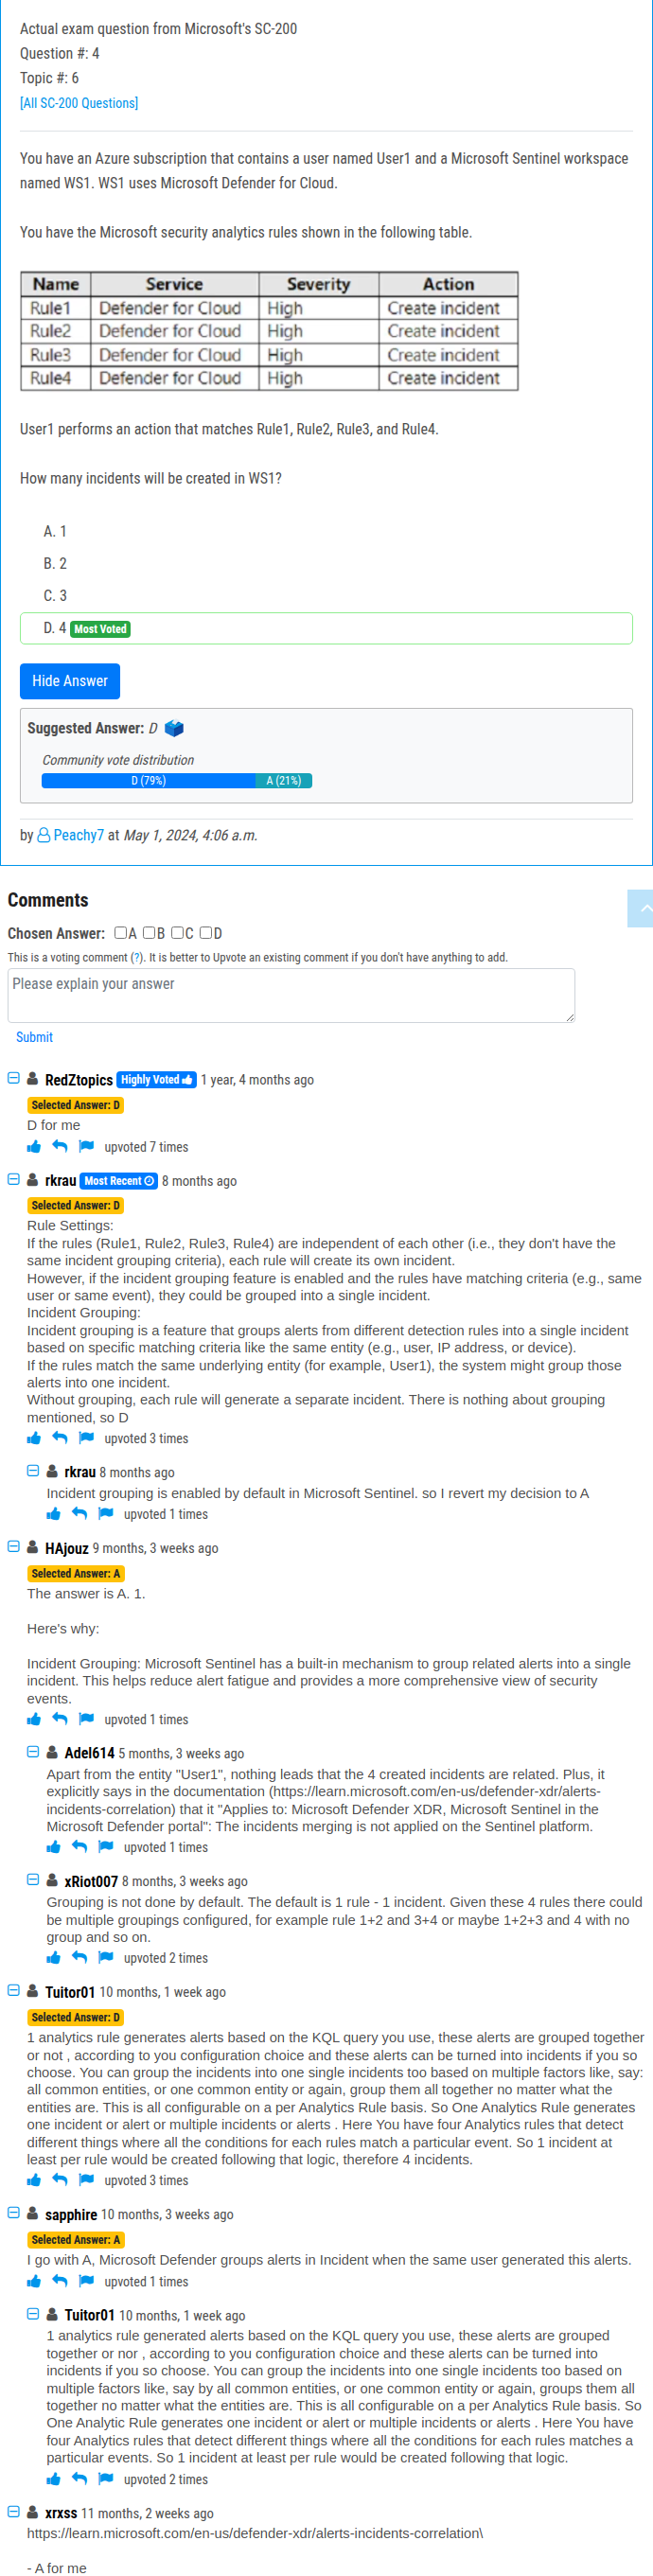 Actual exam question from Microsoft's SC-200
Question #: 4
Topic #: 6
[All SC-200 Questions]
You have an Azure subscription that contains a user named User1 and a Microsoft Sentinel workspace
named WS1. WS1 uses Microsoft Defender for Cloud.
You have the Microsoft security analytics rules shown in the following table.
Name Service Severity Action
Rule1 Defender for Cloud High Create incident
Rule2 Defender for Cloud High Create incident
Rule3 Defender for Cloud High Create incident
Rule4 Defender for Cloud High Create incident
User1 performs an action that matches Rule1, Rule2, Rule3, and Rule4.
How many incidents will be created in WS1?
A. 1
B. 2
C. 3
D. 4 Most Voted
Hide Answer
Suggested Answer: D
Community vote distribution
D (79%) A (21%)
by Peachy7 at May 1, 2024, 4:06 a.m.
Comments
Chosen Answer: A B C D
This is a voting comment (?). It is better to Upvote an existing comment if you don't have anything to add.
Please explain your answer
Submit
RedZtopics Highly Voted 1 year, 4 months ago
Selected Answer: D
D for me
upvoted 7 times
rkrau Most Recent 8 months ago
Selected Answer: D
Rule Settings:
If the rules (Rule1, Rule2, Rule3, Rule4) are independent of each other (i.e., they don't have the
same incident grouping criteria), each rule will create its own incident.
However, if the incident grouping feature is enabled and the rules have matching criteria (e.g., same
user or same event), they could be grouped into a single incident.
Incident Grouping:
Incident grouping is a feature that groups alerts from different detection rules into a single incident
based on specific matching criteria like the same entity (e.g., user, IP address, or device).
If the rules match the same underlying entity (for example, User1), the system might group those
alerts into one incident.
Without grouping, each rule will generate a separate incident. There is nothing about grouping
mentioned, so D
upvoted 3 times
rkrau 8 months ago
Incident grouping is enabled by default in Microsoft Sentinel. so I revert my decision to A
upvoted 1 times
HAjouz 9 months, 3 weeks ago
Selected Answer: A
The answer is A. 1.
Here's why:
Incident Grouping: Microsoft Sentinel has a built-in mechanism to group related alerts into a single
incident. This helps reduce alert fatigue and provides a more comprehensive view of security
events.
upvoted 1 times
Adel614 5 months, 3 weeks ago
Apart from the entity "User1", nothing leads that the 4 created incidents are related. Plus, it
explicitly says in the documentation (https://learn.microsoft.com/en-us/defender-xdr/alerts-
incidents-correlation) that it "Applies to: Microsoft Defender XDR, Microsoft Sentinel in the
Microsoft Defender portal": The incidents merging is not applied on the Sentinel platform.
upvoted 1 times
xRiot007 8 months, 3 weeks ago
Grouping is not done by default. The default is 1 rule - 1 incident. Given these 4 rules there could
be multiple groupings configured, for example rule 1+2 and 3+4 or maybe 1+2+3 and 4 with no
group and so on.
upvoted 2 times
Tuitor01 10 months, 1 week ago
Selected Answer: D
1 analytics rule generates alerts based on the KQL query you use, these alerts are grouped together
or not , according to you configuration choice and these alerts can be turned into incidents if you so
choose. You can group the incidents into one single incidents too based on multiple factors like, say:
all common entities, or one common entity or again, group them all together no matter what the
entities are. This is all configurable on a per Analytics Rule basis. So One Analytics Rule generates
one incident or alert or multiple incidents or alerts . Here You have four Analytics rules that detect
different things where all the conditions for each rules match a particular event. So 1 incident at
least per rule would be created following that logic, therefore 4 incidents.
upvoted 3 times
sapphire 10 months, 3 weeks ago
Selected Answer: A
I go with A, Microsoft Defender groups alerts in Incident when the same user generated this alerts.
upvoted 1 times
Tuitor01 10 months, 1 week ago
1 analytics rule generated alerts based on the KQL query you use, these alerts are grouped
together or nor , according to you configuration choice and these alerts can be turned into
incidents if you so choose. You can group the incidents into one single incidents too based on
multiple factors like, say by all common entities, or one common entity or again, groups them all
together no matter what the entities are. This is all configurable on a per Analytics Rule basis. So
One Analytic Rule generates one incident or alert or multiple incidents or alerts . Here You have
four Analytics rules that detect different things where all the conditions for each rules matches a
particular events. So 1 incident at least per rule would be created following that logic.
upvoted 2 times
xrxss 11 months, 2 weeks ago
https://learn.microsoft.com/en-us/defender-xdr/alerts-incidents-correlation\
- A for me